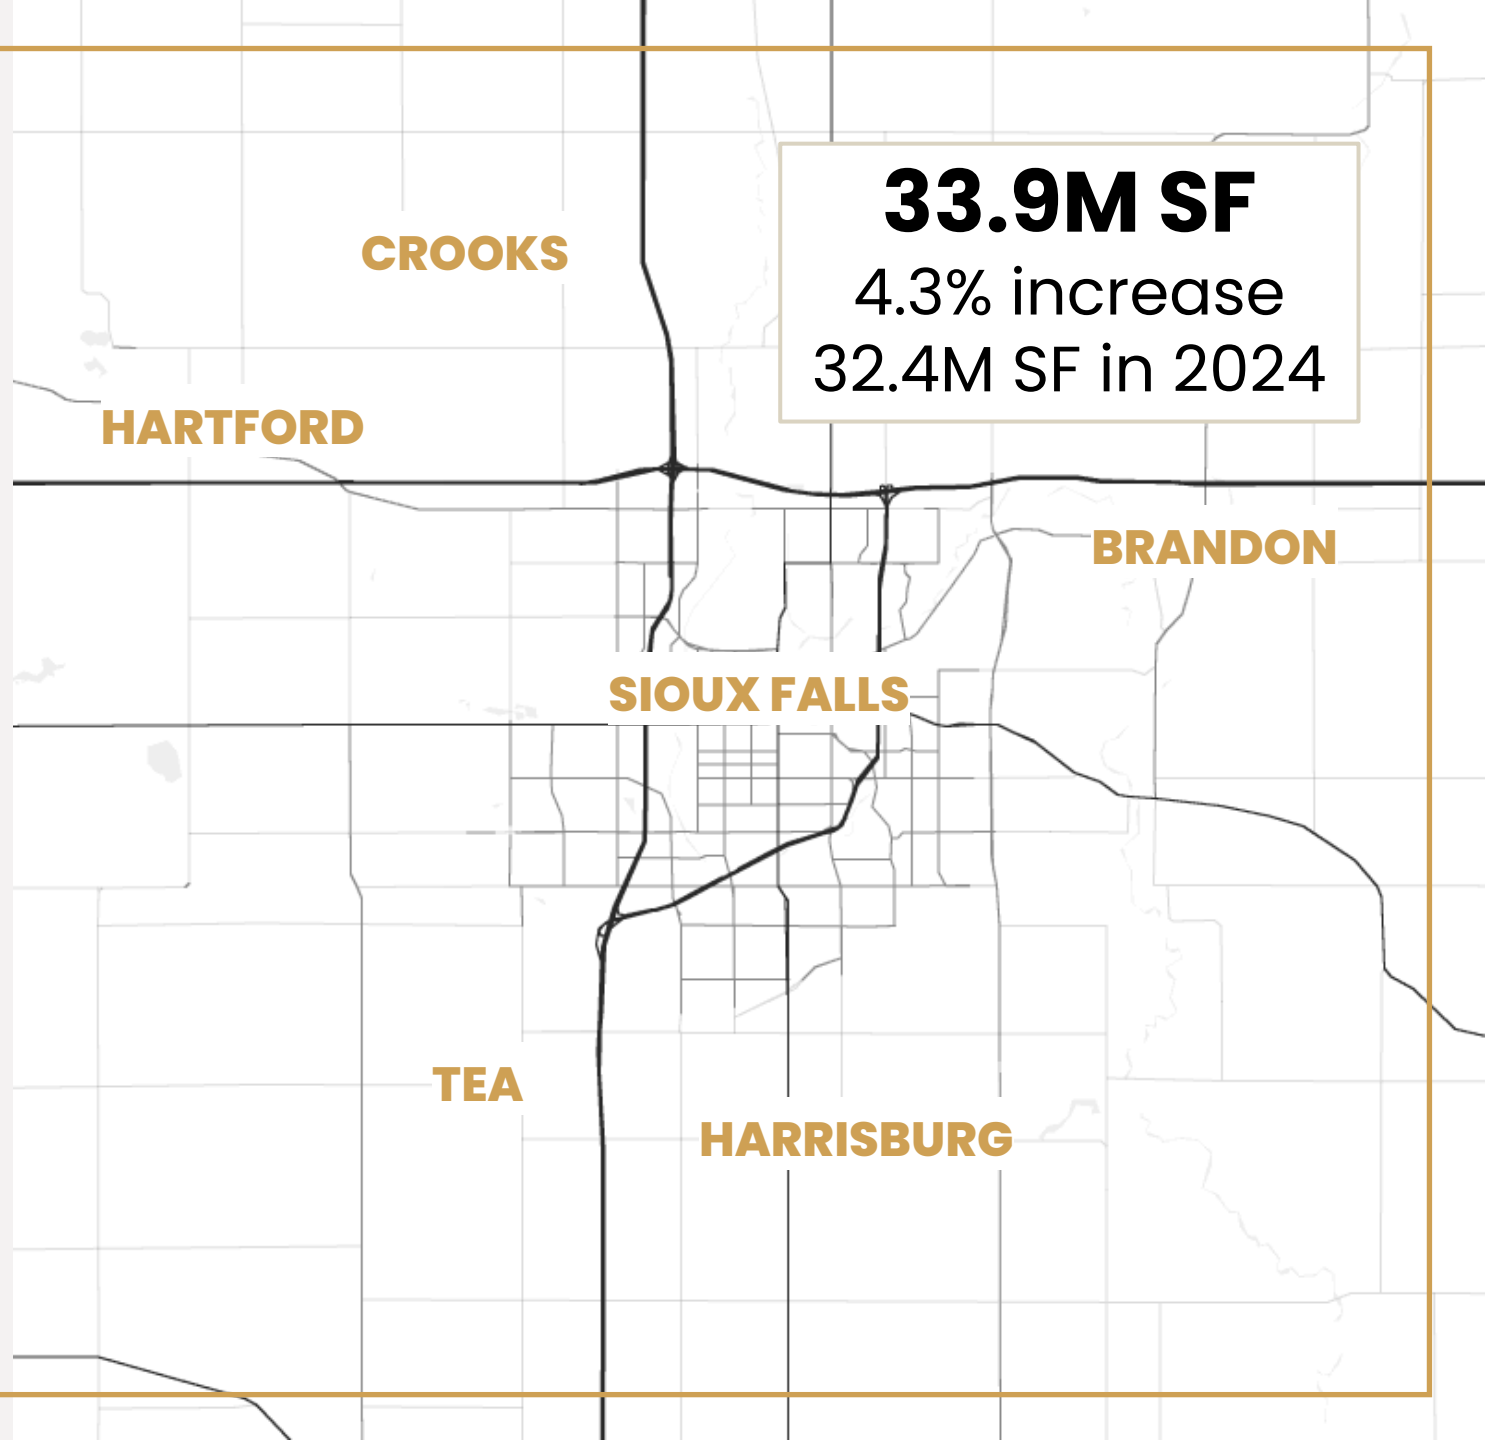 33.9M SF
4.3% increase
32.4M SF in 2024
CROOKS
HARTFORD
BRANDON
SIOUX FALLS
TEA
HARRISBURG